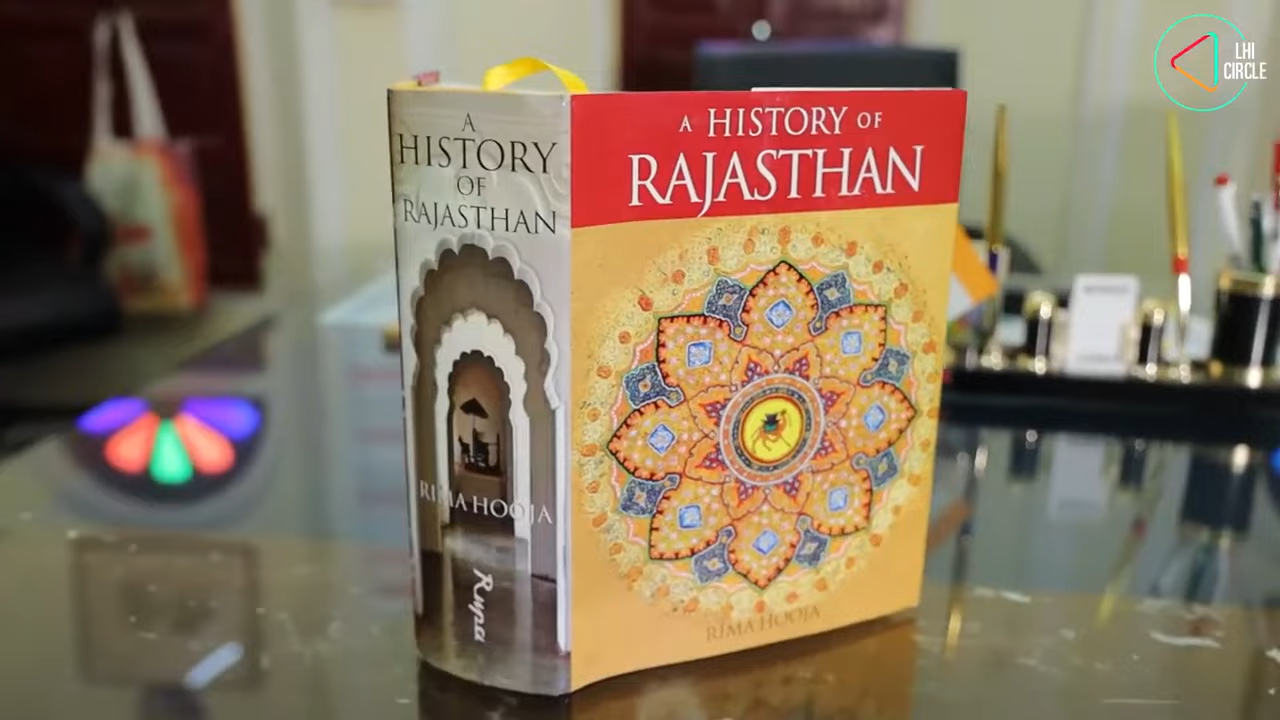 LHI
CIRCLE
A
HISTORY
OF
RAJASTHAN
RIMA HOOJA
Rupa
A HISTORY OF
RAJASTHAN
RIMA HOOJA